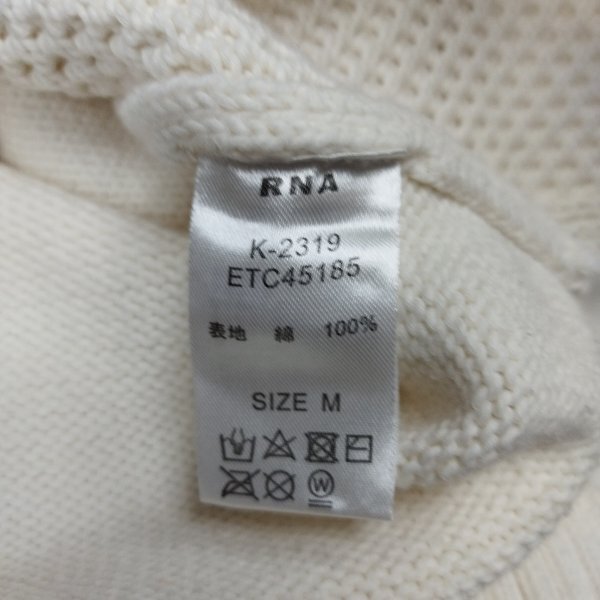 RNA
K-2319
ETC45185
表地 綿 100%
SIZE M
W